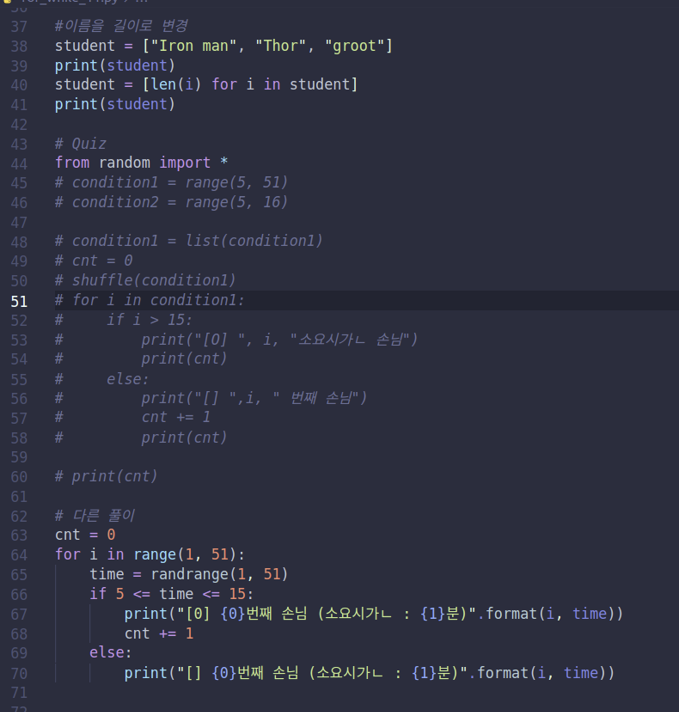 37 #이름을 길이로 변경
38 student = ["Iron man", "Thor", "groot"]
39 print(student)
40 student = [len(i) for i in student]
41 print(student)
42
43 # Quiz
44 from random import *
45 # condition1 = range(5, 51)
46 # condition2 = range(5, 16)
47
48 # condition1 = list(condition1)
49 # cnt = 0
50 # shuffle(condition1)
51 # for i in condition1:
52 #     if i > 15:
53 #         print("[O] ", i, "소요시가ㄴ 손님")
54 #         print(cnt)
55 #     else:
56 #         print("[] ",i, " 번째 손님")
57 #         cnt += 1
58 #         print(cnt)
59
60 # print(cnt)
61
62 # 다른 풀이
63 cnt = 0
64 for i in range(1, 51):
65     time = randrange(1, 51)
66     if 5 <= time <= 15:
67         print("[0] {0}번째 손님 (소요시가ㄴ : {1}분)".format(i, time))
68         cnt += 1
69     else:
70         print("[] {0}번째 손님 (소요시가ㄴ : {1}분)".format(i, time))
71